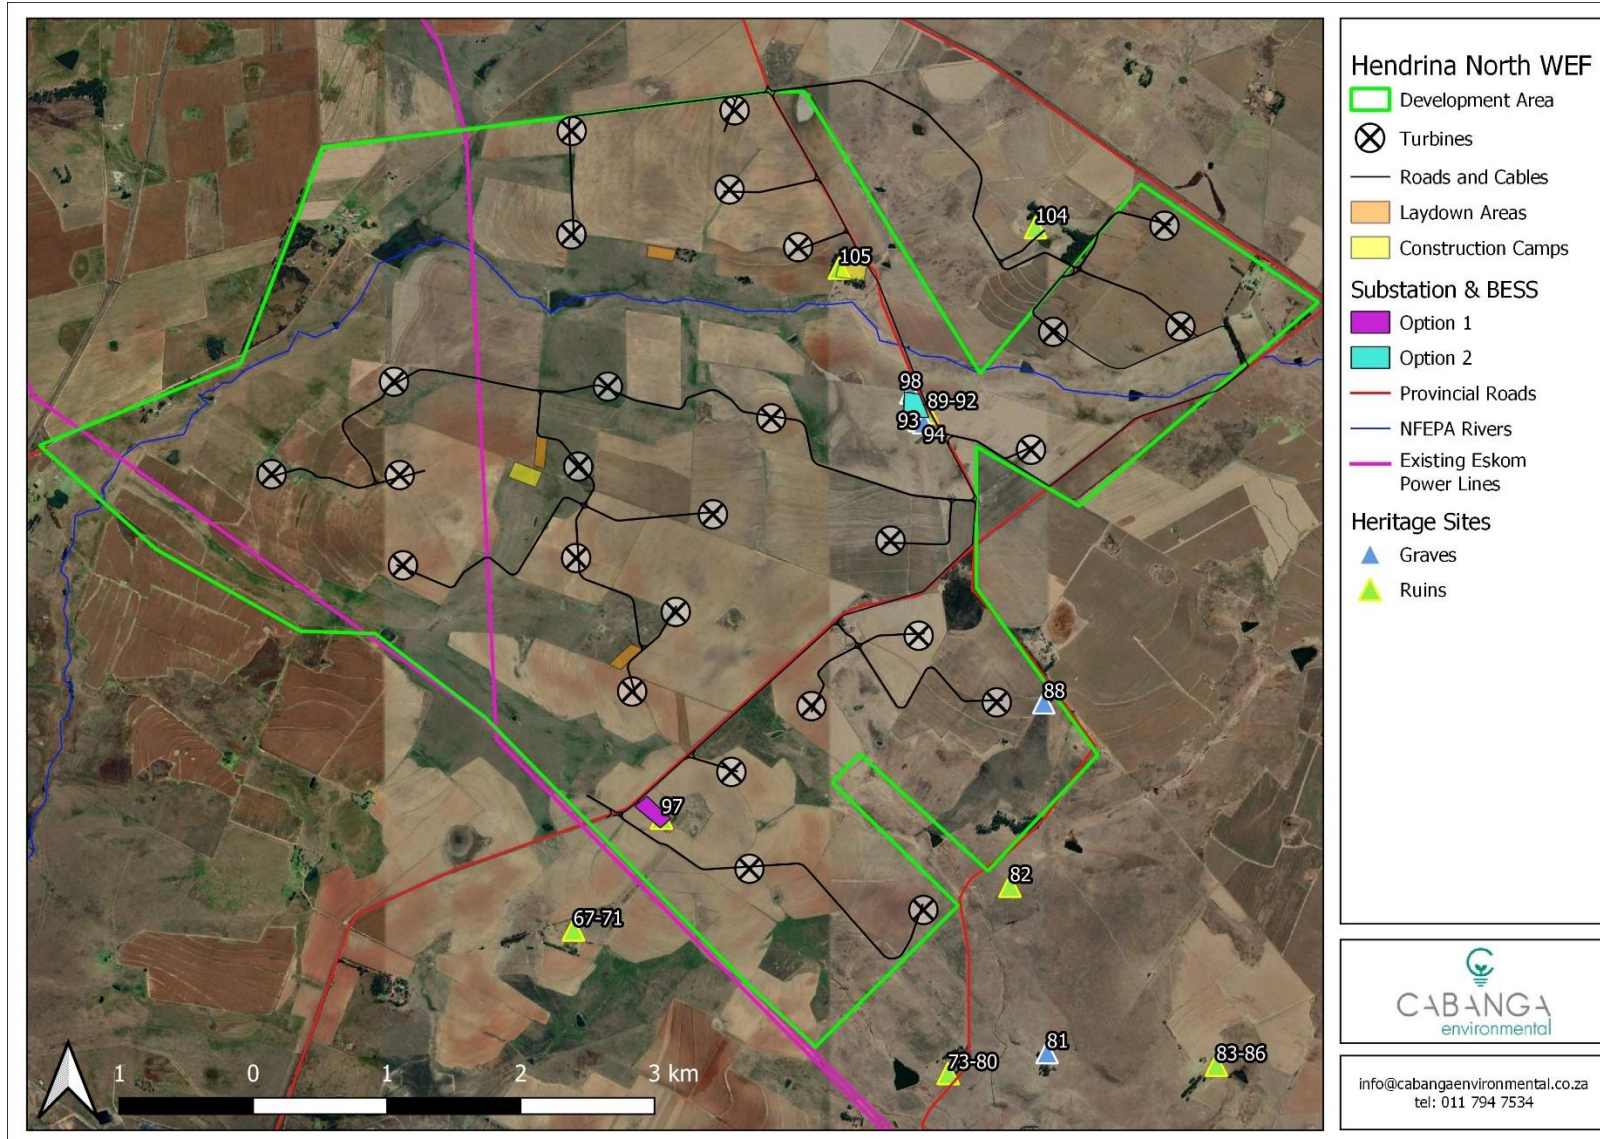 104
105
98
89-92
93
94
88
97
82
67-71
81
73-80
83-86
1 0 1 2 3 km
Hendrina North WEF
Development Area
Turbines
Roads and Cables
Laydown Areas
Construction Camps
Substation & BESS
Option 1
Option 2
Provincial Roads
NFEPA Rivers
Existing Eskom
Power Lines
Heritage Sites
Graves
Ruins
CABANGA
environmental
info@cabangaenvironmental.co.za
tel: 011 794 7534